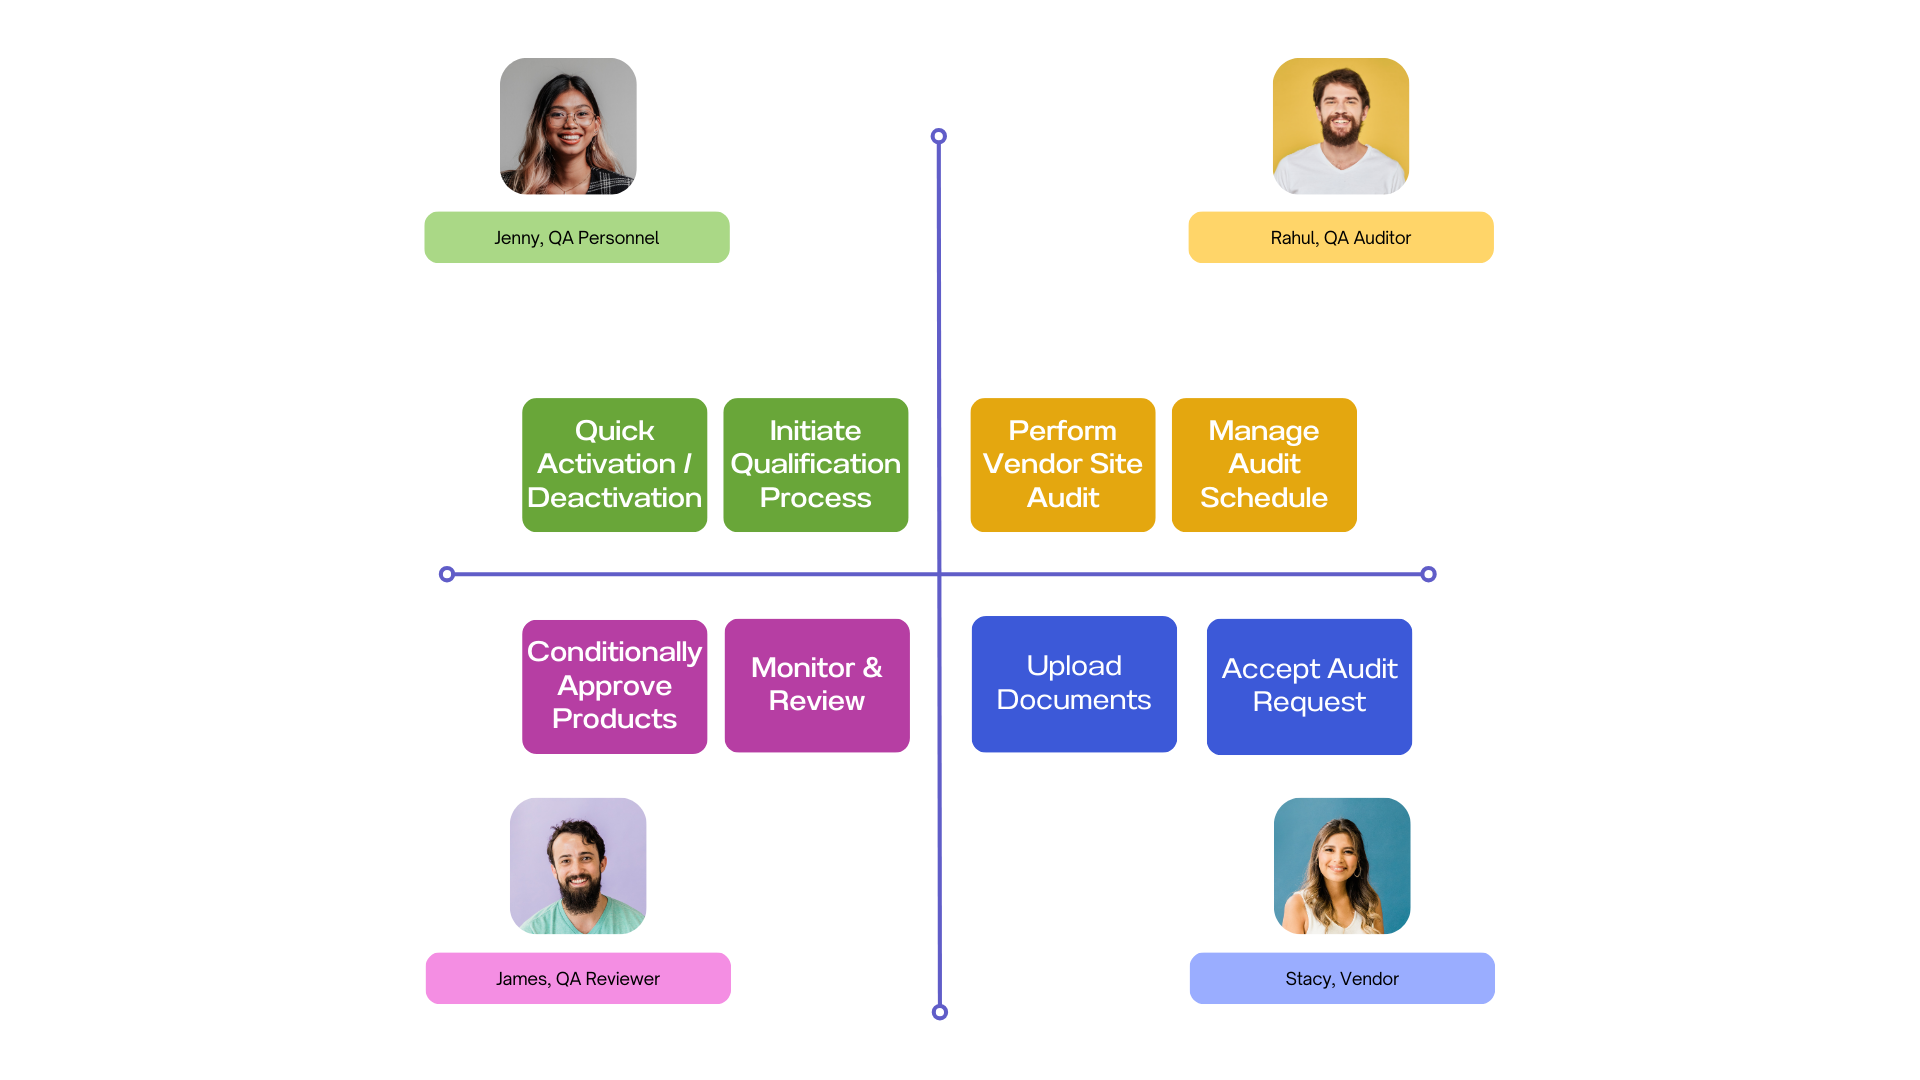 Jenny, QA Personnel
Rahul, QA Auditor
Quick
Activation /
Deactivation
Initiate
Qualification
Process
Perform
Vendor Site
Audit
Manage
Audit
Schedule
Conditionally
Approve
Products
Monitor &
Review
Upload
Documents
Accept Audit
Request
James, QA Reviewer
Stacy, Vendor